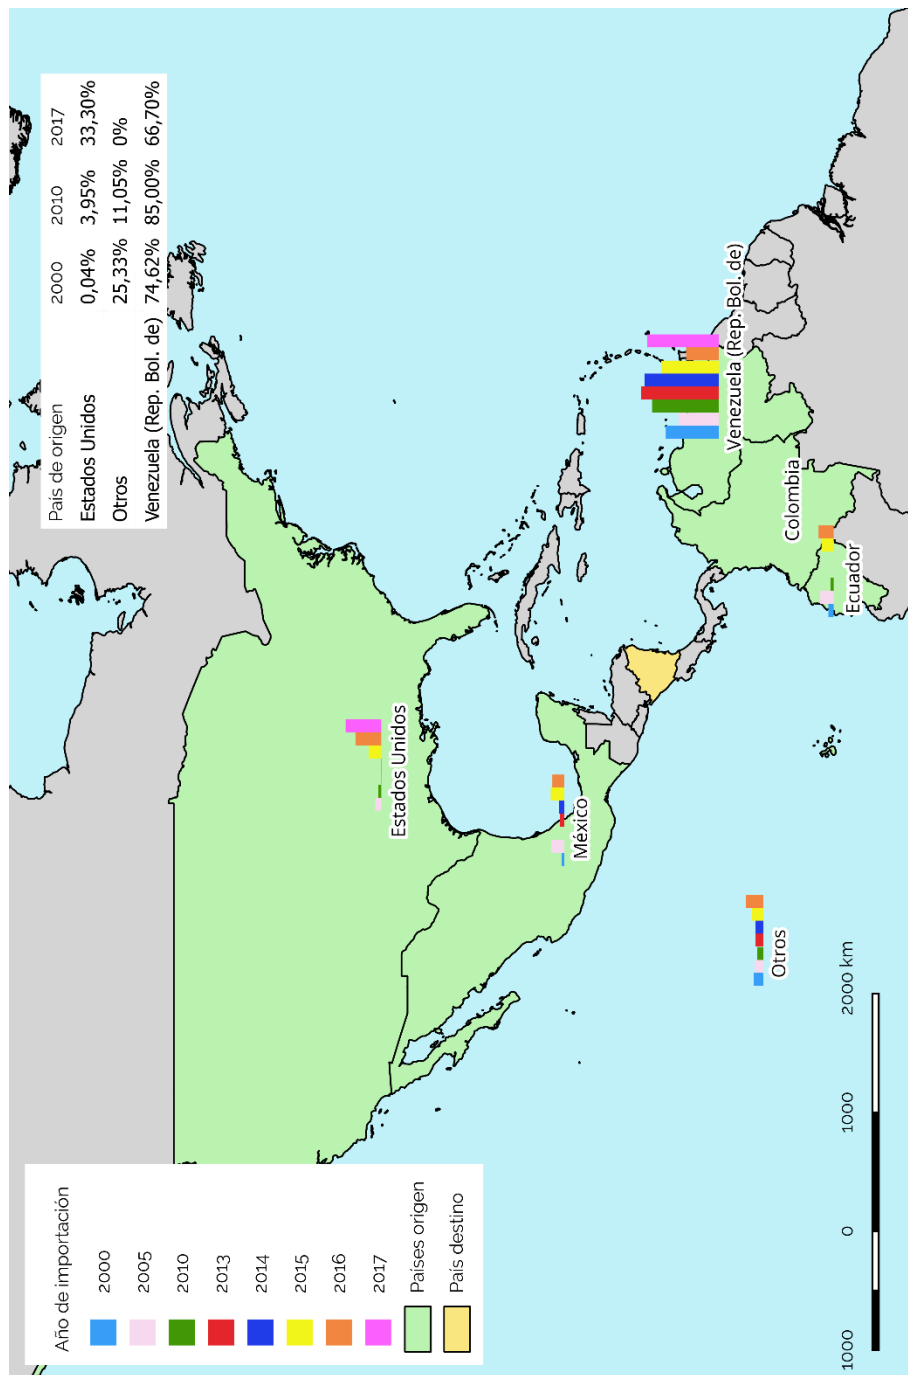 País de origen 2000 2010 2017
Estados Unidos 0,04% 3,95% 33,30%
Otros 25,33% 11,05% 0%
Venezuela (Rep. Bol. de) 74,62% 85,00% 66,70%
Estados Unidos
México
Venezuela (Rep. Bol. de)
Colombia
Ecuador
Otros
Año de importación
2000
2005
2010
2013
2014
2015
2016
2017
Países origen
País destino
1000 0 1000 2000 km